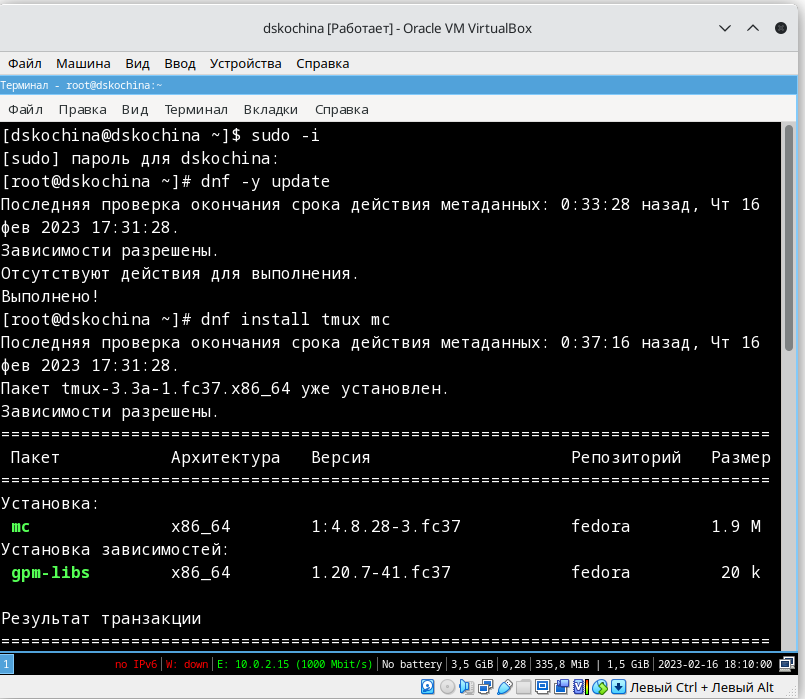 dskochina [Работает] - Oracle VM VirtualBox
Файл Машина Вид Ввод Устройства Справка
Терминал - root@dskochina:~
Файл Правка Вид Терминал Вкладки Справка
[dskochina@dskochina ~]$ sudo -i
[sudo] пароль для dskochina:
[root@dskochina ~]# dnf -y update
Последняя проверка окончания срока действия метаданных: 0:33:28 назад, Чт 16
фев 2023 17:31:28.
Зависимости разрешены.
Отсутствуют действия для выполнения.
Выполнено!
[root@dskochina ~]# dnf install tmux mc
Последняя проверка окончания срока действия метаданных: 0:37:16 назад, Чт 16
фев 2023 17:31:28.
Пакет tmux-3.3a-1.fc37.x86_64 уже установлен.
Зависимости разрешены.
=============================================================================
Пакет Архитектура Версия Репозиторий Размер
=============================================================================
Установка:
mc x86_64 1:4.8.28-3.fc37 fedora 1.9 M
Установка зависимостей:
gpm-libs x86_64 1.20.7-41.fc37 fedora 20 k
Результат транзакции
=============================================================================
1 no IPv6|W: down|E: 10.0.2.15 (1000 Mbit/s)|No battery|3,5 GiB|0,28|335,8 MiB | 1,5 GiB|2023-02-16 18:10:00
Левый Ctrl + Левый Alt